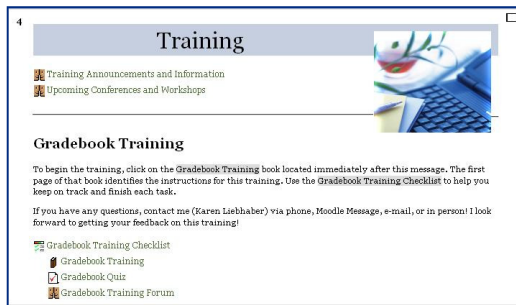 4
Training
Training Announcements and Information
Upcoming Conferences and Workshops
Gradebook Training
To begin the training, click on the Gradebook Training book located immediately after this message. The first
page of that book identifies the instructions for this training. Use the Gradebook Training Checklist to help you
keep on track and finish each task.
If you have any questions, contact me (Karen Liebhaber) via phone, Moodle Message, e-mail, or in person! I look
forward to getting your feedback on this training!
Gradebook Training Checklist
Gradebook Training
Gradebook Quiz
Gradebook Training Forum